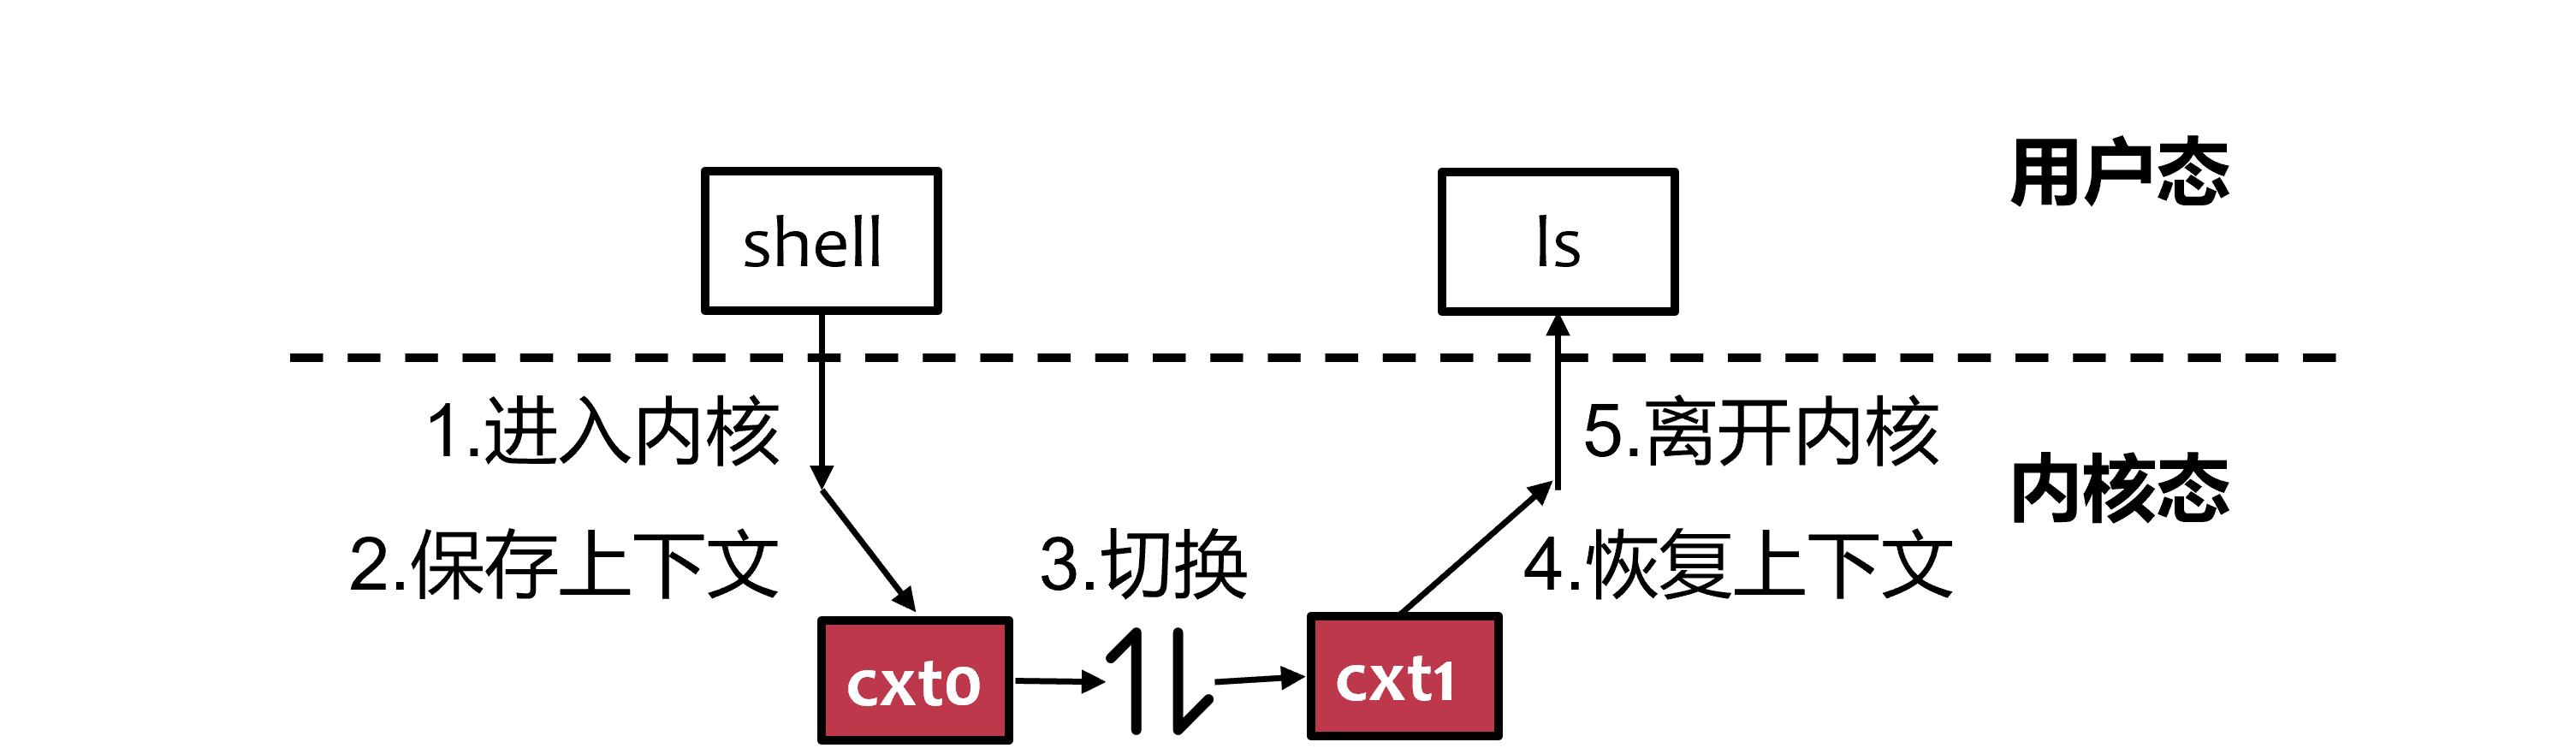 用户态
shell
ls
1.进入内核
5.离开内核
内核态
2.保存上下文
3.切换
4.恢复上下文
cxt0
cxt1